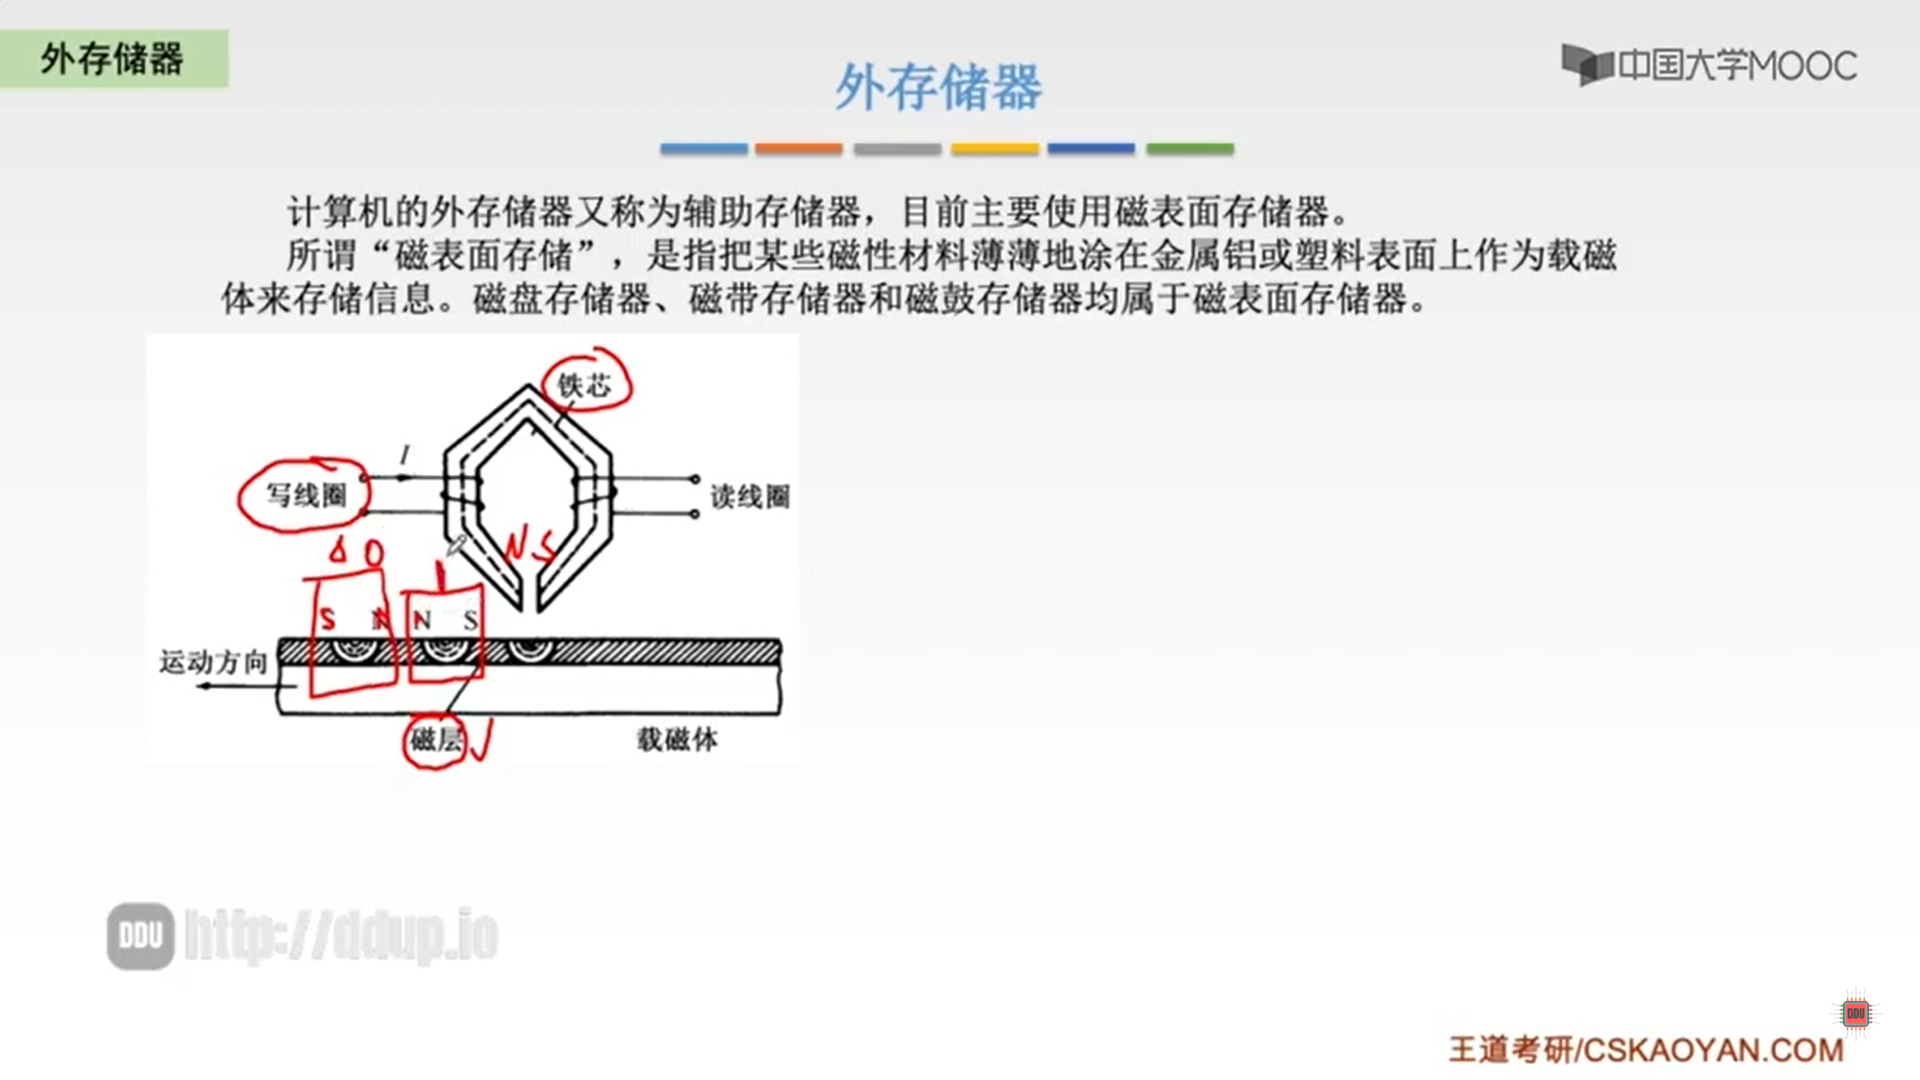 外存储器
中国大学MOOC
外存储器
计算机的外存储器又称为辅助存储器，目前主要使用磁表面存储器。
所谓“磁表面存储”，是指把某些磁性材料薄薄地涂在金属铝或塑料表面上作为载磁
体来存储信息。磁盘存储器、磁带存储器和磁鼓存储器均属于磁表面存储器。
铁芯
I
写线圈
读线圈
N S
0
1
S N
N S
运动方向
磁层
载磁体
DDU http://ddup.io
DDU
王道考研/CSKAOYAN.COM